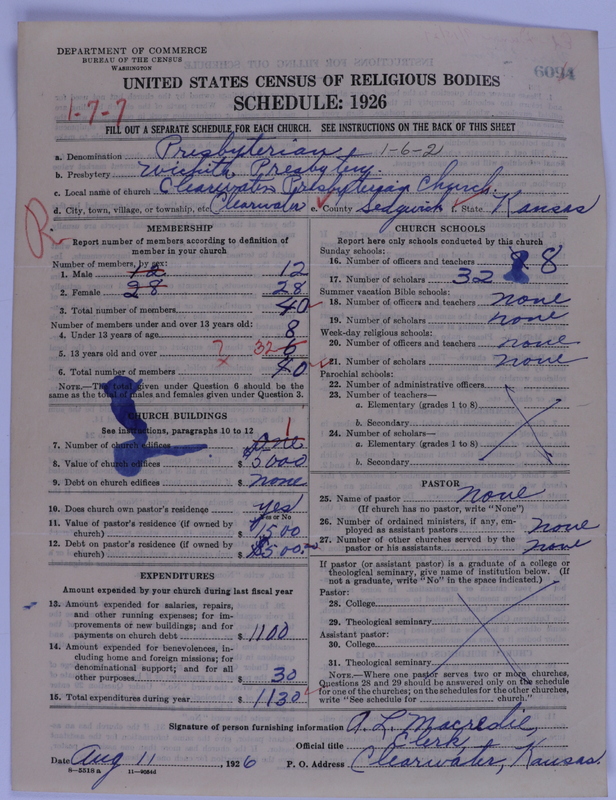 DEPARTMENT OF COMMERCE
BUREAU OF THE CENSUS
WASHINGTON
6094
UNITED STATES CENSUS OF RELIGIOUS BODIES
SCHEDULE: 1926
1-7-7
FILL OUT A SEPARATE SCHEDULE FOR EACH CHURCH. SEE INSTRUCTIONS ON THE BACK OF THIS SHEET
a. Denomination Presbyterian 1-6-2
b. Presbytery Wichita Presbytery.
c. Local name of church Clearwater Presbyterian Church.
d. City, town, village, or township, etc. Clearwater e. County Sedgwick f. State Kansas
R
MEMBERSHIP
Report number of members according to definition of
member in your church
Number of members, by sex:
1. Male 12 12
2. Female 28 28
3. Total number of members 40
Number of members under and over 13 years old:
4. Under 13 years of age 8
5. 13 years old and over ? 32
6. Total number of members 40
NOTE.—The total given under Question 6 should be the
same as the total of males and females given under Question 3.
CHURCH BUILDINGS
See instructions, paragraphs 10 to 12
7. Number of church edifices one 1
8. Value of church edifices $ 5000
9. Debt on church edifices $ none
10. Does church own pastor's residence yes
Yes or No
11. Value of pastor's residence (if owned by
church) $ 1500
12. Debt on pastor's residence (if owned by
church) $ 500.
EXPENDITURES
Amount expended by your church during last fiscal year
13. Amount expended for salaries, repairs,
and other running expenses; for im-
provements or new buildings; and for
payments on church debt $ 1100
14. Amount expended for benevolences, in-
cluding home and foreign missions; for
denominational support; and for all
other purposes $ 30
15. Total expenditures during year $ 1130
CHURCH SCHOOLS
Report here only schools conducted by this church
Sunday schools:
16. Number of officers and teachers 8
17. Number of scholars 32
Summer vacation Bible schools:
18. Number of officers and teachers none
19. Number of scholars none
Week-day religious schools:
20. Number of officers and teachers none
21. Number of scholars none
Parochial schools:
22. Number of administrative officers
23. Number of teachers—
a. Elementary (grades 1 to 8)
b. Secondary
24. Number of scholars—
a. Elementary (grades 1 to 8)
b. Secondary
PASTOR
25. Name of pastor none
(If church has no pastor, write "None")
26. Number of ordained ministers, if any, em-
ployed as assistant pastors none
27. Number of other churches served by the
pastor or his assistants none
If pastor (or assistant pastor) is a graduate of a college or
theological seminary, give name of institution below. (If
not a graduate, write "No" in the space indicated.)
Pastor:
28. College
29. Theological seminary
Assistant pastor:
30. College
31. Theological seminary
NOTE.—Where one pastor serves two or more churches,
Questions 28 and 29 should be answered only on the schedule
for one of the churches; on the schedules for the other churches,
write "See schedule for church."
Signature of person furnishing information A. L. Macredie,
Official title Clerk,
Date Aug 11, 1926 P. O. Address Clearwater, Kansas.
8—5518 a